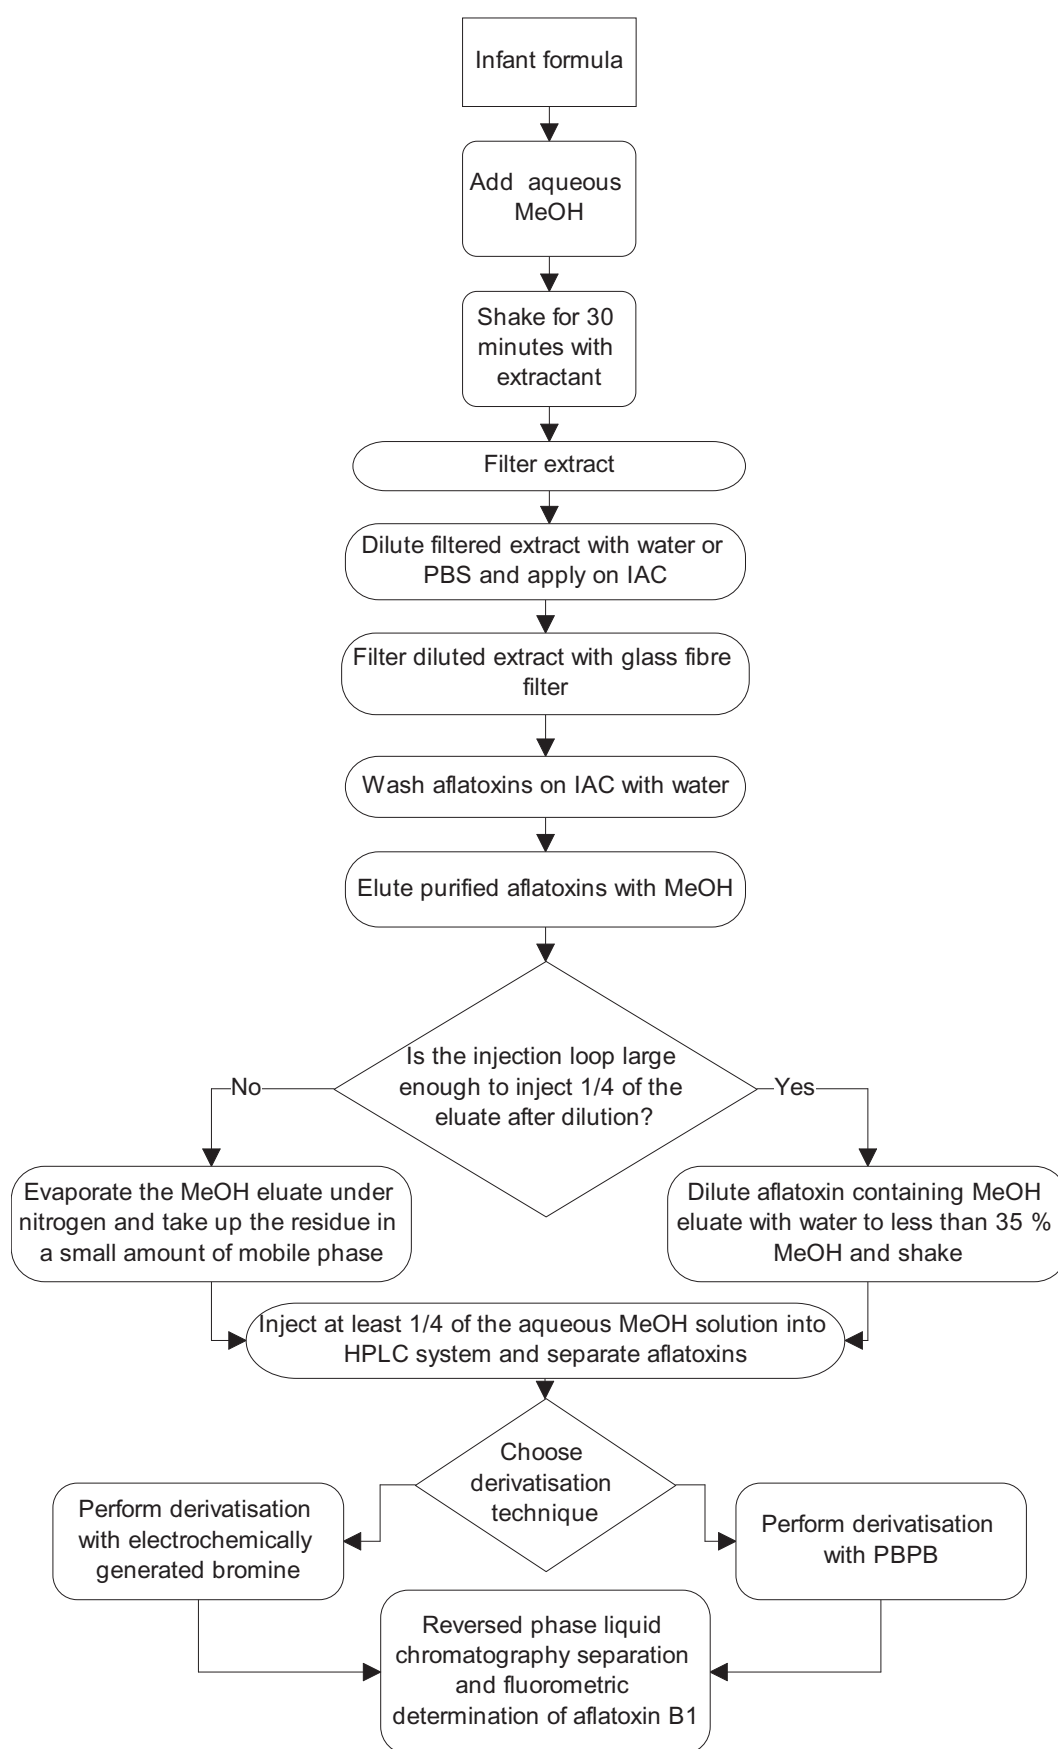 Infant formula
Add aqueous
MeOH
Shake for 30
minutes with
extractant
Filter extract
Dilute filtered extract with water or
PBS and apply on IAC
Filter diluted extract with glass fibre
filter
Wash aflatoxins on IAC with water
Elute purified aflatoxins with MeOH
Is the injection loop large
enough to inject 1/4 of the
eluate after dilution?
No
Yes
Evaporate the MeOH eluate under
nitrogen and take up the residue in
a small amount of mobile phase
Dilute aflatoxin containing MeOH
eluate with water to less than 35 %
MeOH and shake
Inject at least 1/4 of the aqueous MeOH solution into
HPLC system and separate aflatoxins
Choose
derivatisation
technique
Perform derivatisation
with electrochemically
generated bromine
Perform derivatisation
with PBPB
Reversed phase liquid
chromatography separation
and fluorometric
determination of aflatoxin B1